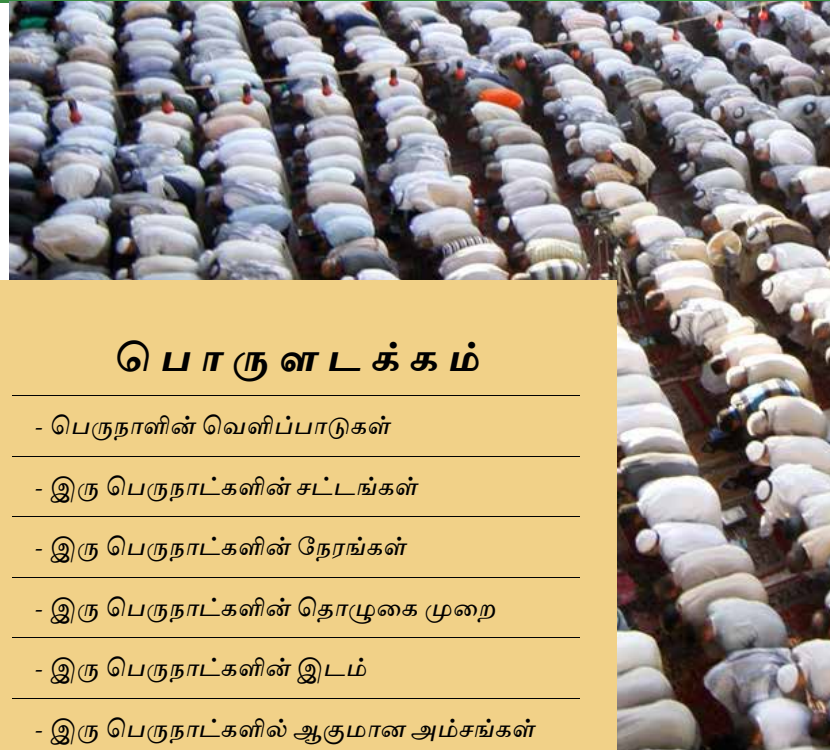 பொருளடக்கம்
- பெருநாளின் வெளிப்பாடுகள்
- இரு பெருநாட்களின் சட்டங்கள்
- இரு பெருநாட்களின் நேரங்கள்
- இரு பெருநாட்களின் தொழுகை முறை
- இரு பெருநாட்களின் இடம்
- இரு பெருநாட்களில் ஆகுமான அம்சங்கள்